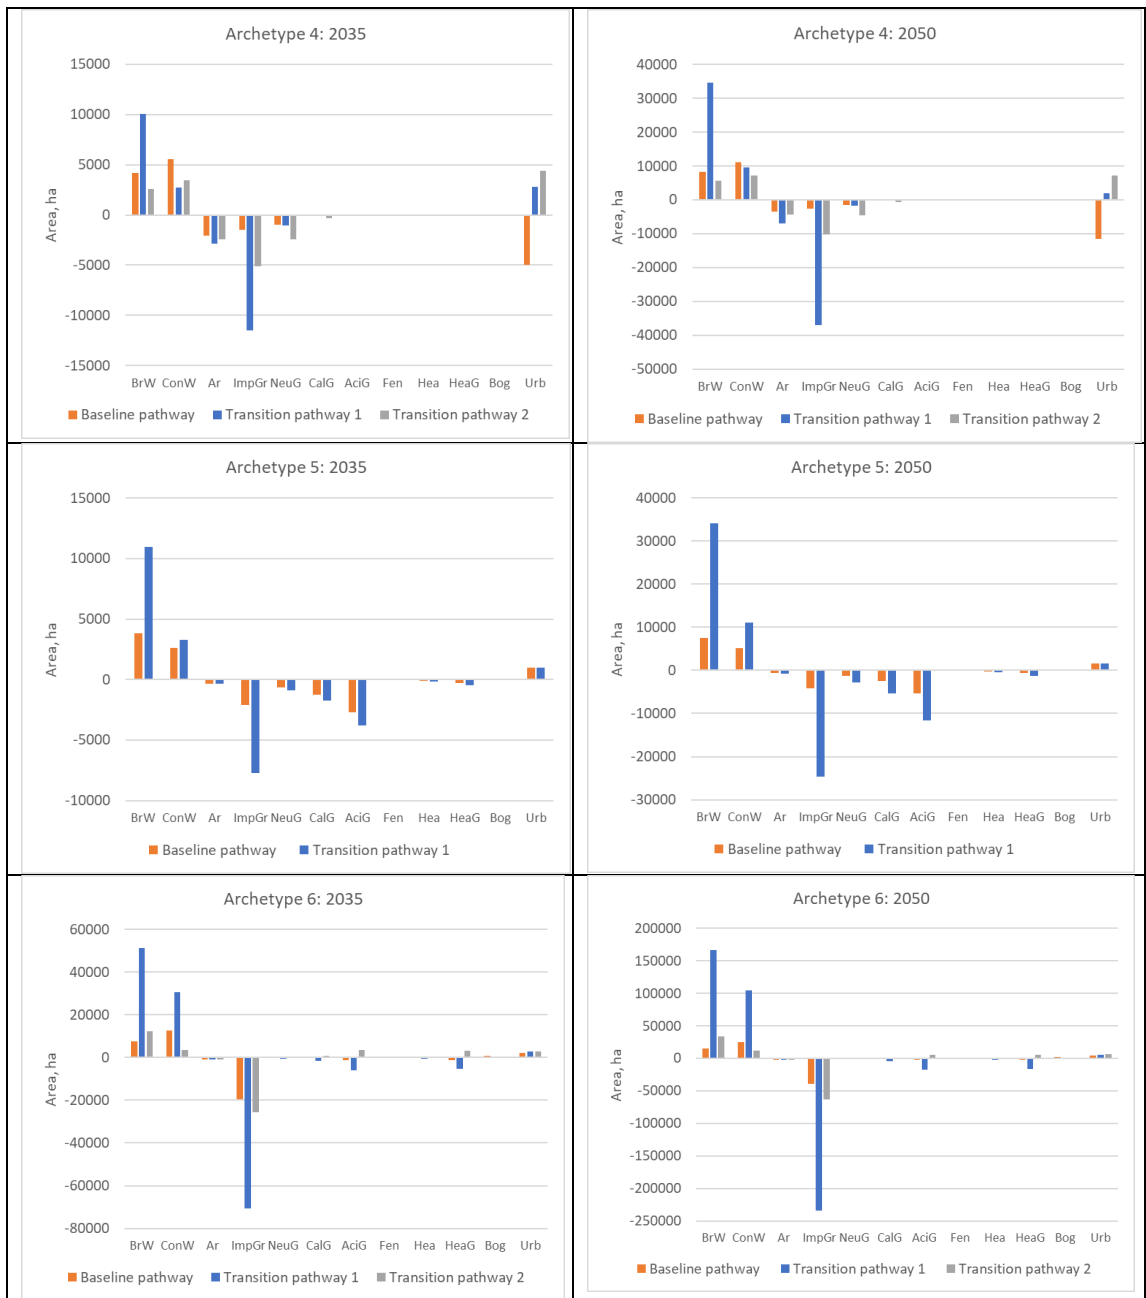 Archetype 4: 2035
15000
10000
5000
0
-5000
-10000
-15000
Area, ha
BrW ConW Ar ImpGr NeuG CalG AciG Fen Hea HeaG Bog Urb
Baseline pathway Transition pathway 1 Transition pathway 2
Archetype 4: 2050
40000
30000
20000
10000
0
-10000
-20000
-30000
-40000
-50000
Area, ha
BrW ConW Ar ImpGr NeuG CalG AciG Fen Hea HeaG Bog Urb
Baseline pathway Transition pathway 1 Transition pathway 2
Archetype 5: 2035
15000
10000
5000
0
-5000
-10000
Area, ha
BrW ConW Ar ImpGr NeuG CalG AciG Fen Hea HeaG Bog Urb
Baseline pathway Transition pathway 1
Archetype 5: 2050
40000
30000
20000
10000
0
-10000
-20000
-30000
Area, ha
BrW ConW Ar ImpGr NeuG CalG AciG Fen Hea HeaG Bog Urb
Baseline pathway Transition pathway 1
Archetype 6: 2035
60000
40000
20000
0
-20000
-40000
-60000
-80000
Area, ha
BrW ConW Ar ImpGr NeuG CalG AciG Fen Hea HeaG Bog Urb
Baseline pathway Transition pathway 1 Transition pathway 2
Archetype 6: 2050
200000
150000
100000
50000
0
-50000
-100000
-150000
-200000
-250000
Area, ha
BrW ConW Ar ImpGr NeuG CalG AciG Fen Hea HeaG Bog Urb
Baseline pathway Transition pathway 1 Transition pathway 2